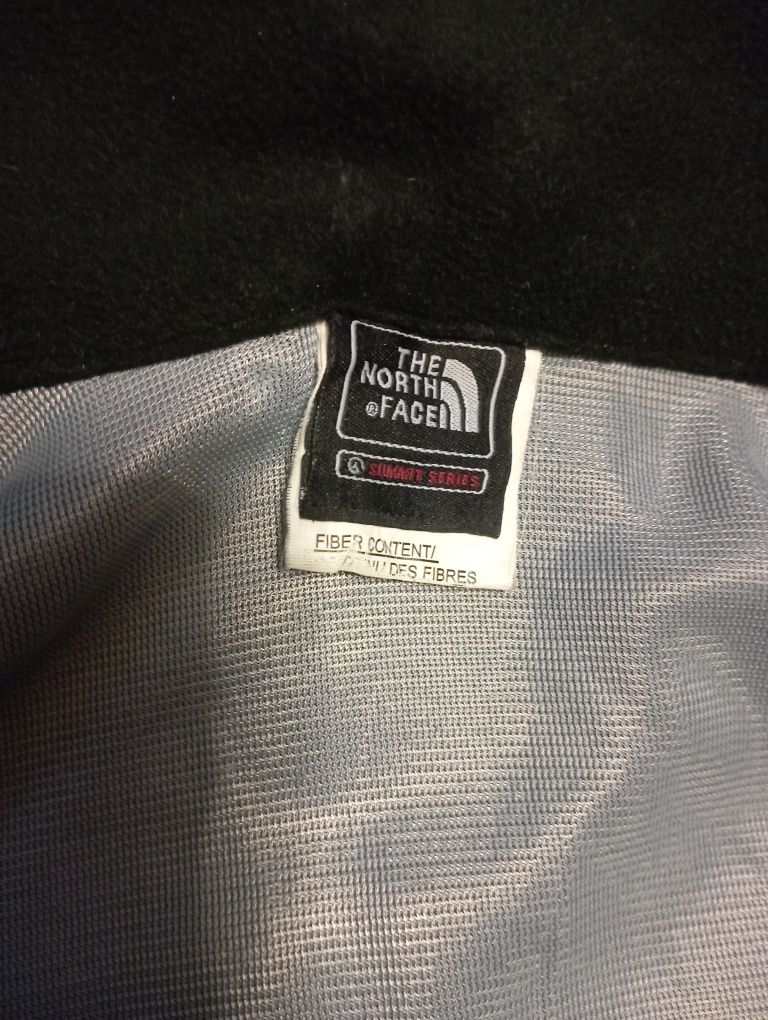 THE
NORTH
® FACE
SUMMIT SERIES
FIBER CONTENT/
DES FIBRES